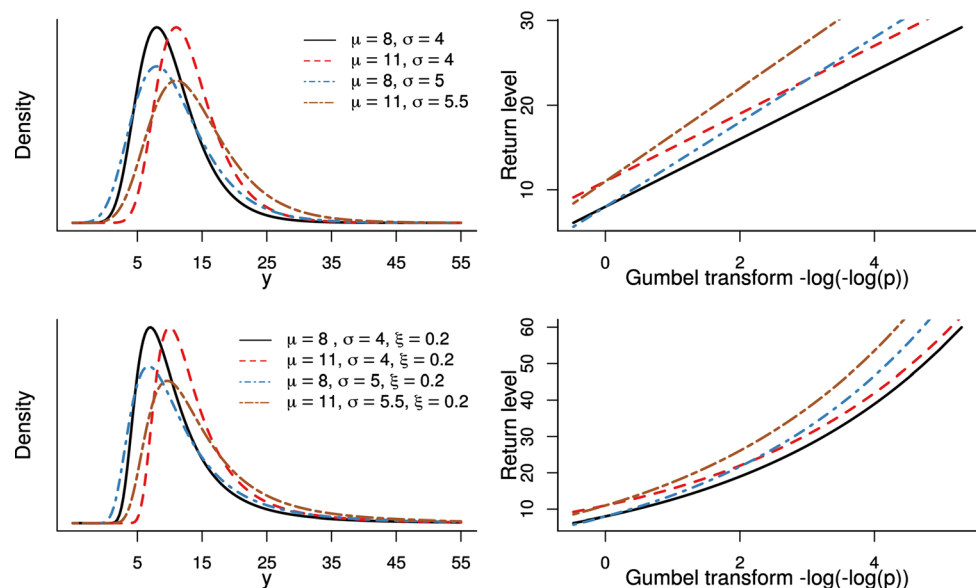 Density
μ = 8, σ = 4
μ = 11, σ = 4
μ = 8, σ = 5
μ = 11, σ = 5.5
5 15 25 35 45 55
y
Return level
10 20 30
0 2 4
Gumbel transform -log(-log(p))
Density
μ = 8 , σ = 4, ξ = 0.2
μ = 11, σ = 4, ξ = 0.2
μ = 8, σ = 5, ξ = 0.2
μ = 11, σ = 5.5, ξ = 0.2
5 15 25 35 45 55
y
Return level
10 20 30 40 50 60
0 2 4
Gumbel transform -log(-log(p))